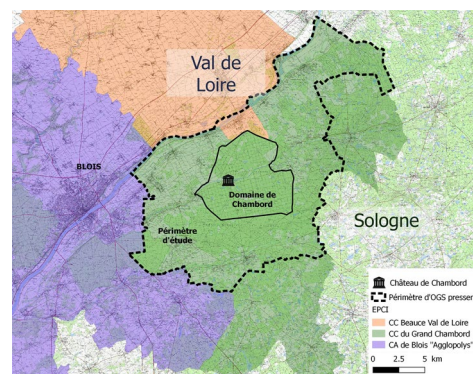 Val de
Loire
BLOIS
Domaine de
Chambord
Périmètre
d'étude
Sologne
Château de Chambord
Périmètre d'OGS presser
EPCI
CC Beauce Val de Loire
CC du Grand Chambord
CA de Blois "Agglopolys"
0 2.5 5 km